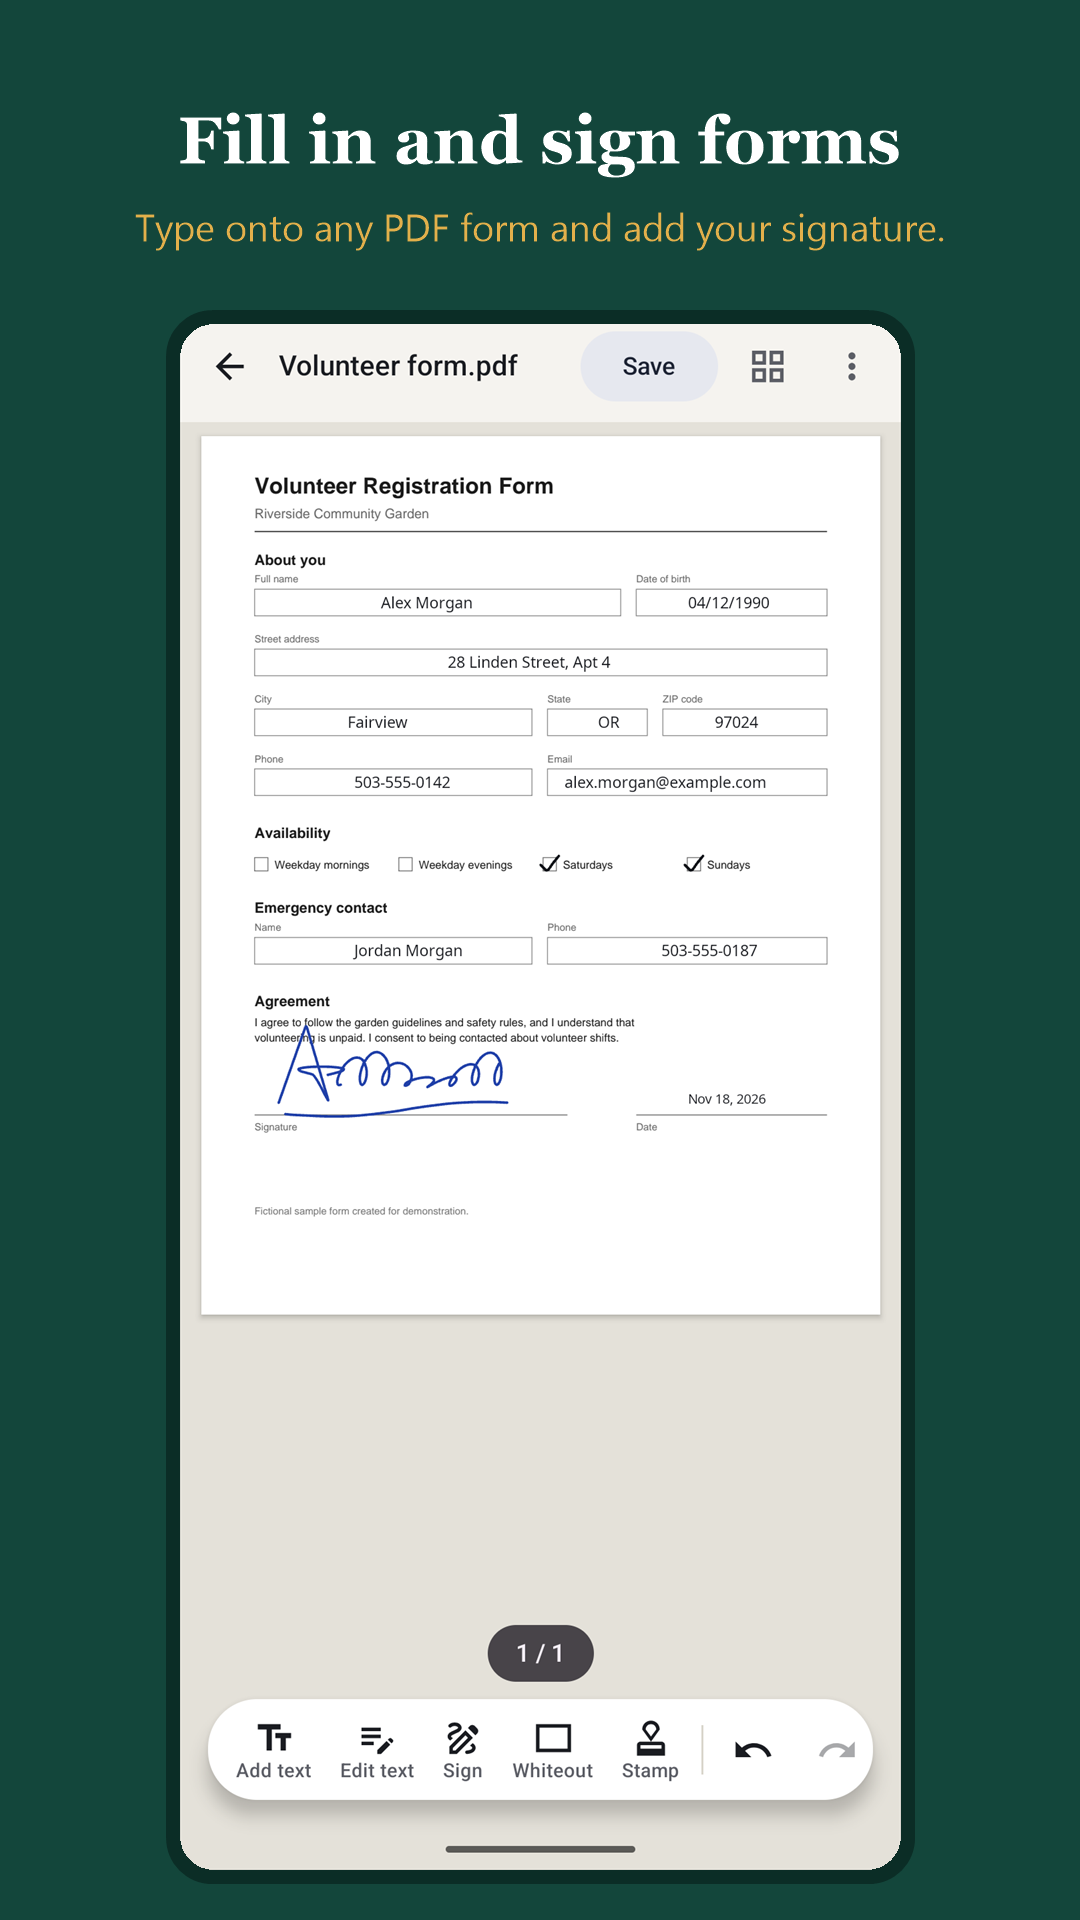 Fill in and sign forms
Type onto any PDF form and add your signature.
Volunteer form.pdf Save
Volunteer Registration Form
Riverside Community Garden
About you
Full name Date of birth
Alex Morgan 04/12/1990
Street address
28 Linden Street, Apt 4
City State ZIP code
Fairview OR 97024
Phone Email
503-555-0142 alex.morgan@example.com
Availability
Weekday mornings Weekday evenings Saturdays Sundays
Emergency contact
Name Phone
Jordan Morgan 503-555-0187
Agreement
I agree to follow the garden guidelines and safety rules, and I understand that
volunteering is unpaid. I consent to being contacted about volunteer shifts.
Nov 18, 2026
Signature Date
Fictional sample form created for demonstration.
1 / 1
Add text Edit text Sign Whiteout Stamp